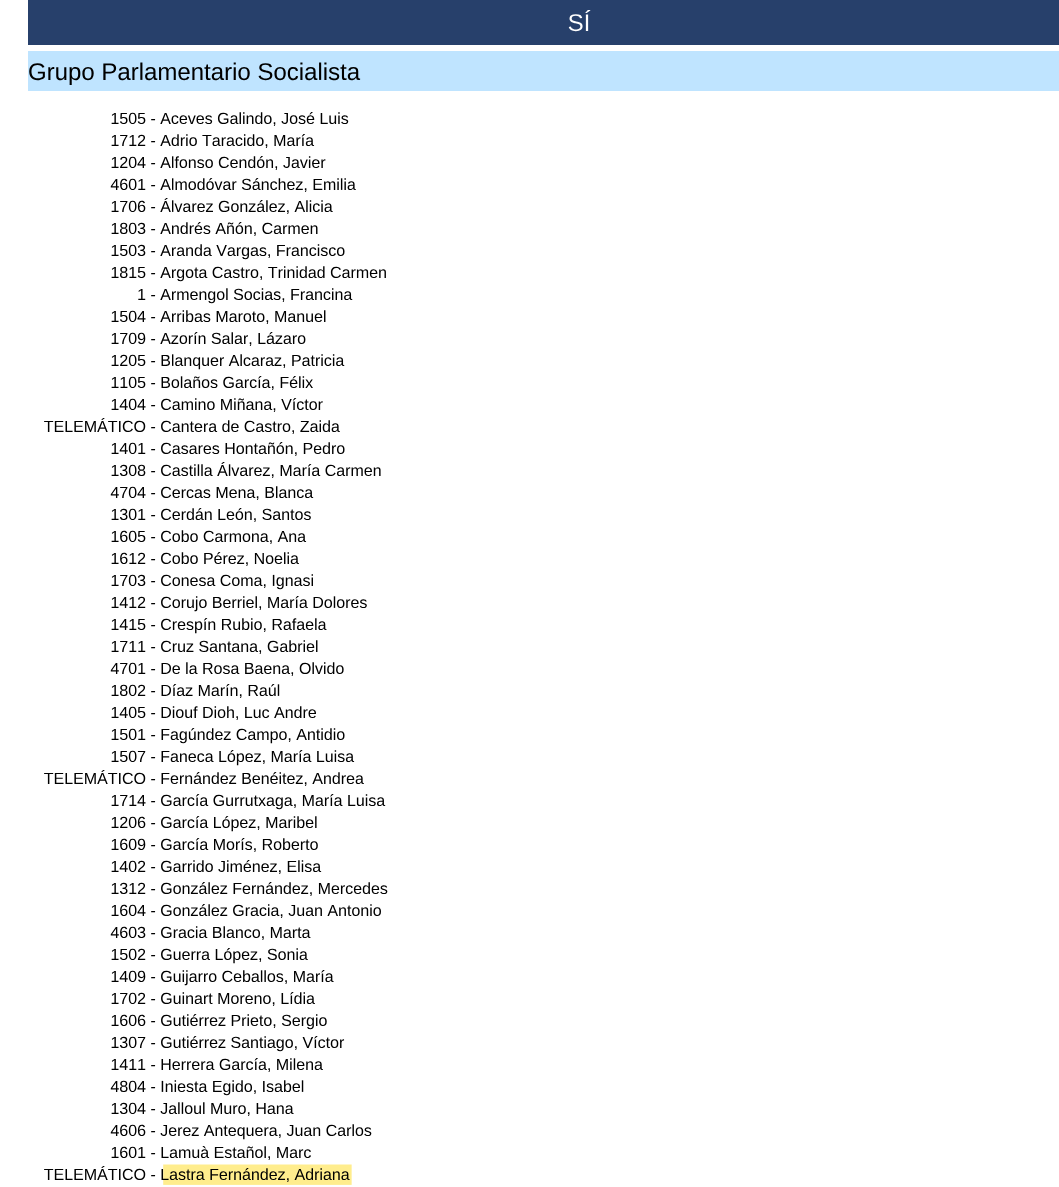 SÍ
Grupo Parlamentario Socialista
1505 - Aceves Galindo, José Luis
1712 - Adrio Taracido, María
1204 - Alfonso Cendón, Javier
4601 - Almodóvar Sánchez, Emilia
1706 - Álvarez González, Alicia
1803 - Andrés Añón, Carmen
1503 - Aranda Vargas, Francisco
1815 - Argota Castro, Trinidad Carmen
1 - Armengol Socias, Francina
1504 - Arribas Maroto, Manuel
1709 - Azorín Salar, Lázaro
1205 - Blanquer Alcaraz, Patricia
1105 - Bolaños García, Félix
1404 - Camino Miñana, Víctor
TELEMÁTICO - Cantera de Castro, Zaida
1401 - Casares Hontañón, Pedro
1308 - Castilla Álvarez, María Carmen
4704 - Cercas Mena, Blanca
1301 - Cerdán León, Santos
1605 - Cobo Carmona, Ana
1612 - Cobo Pérez, Noelia
1703 - Conesa Coma, Ignasi
1412 - Corujo Berriel, María Dolores
1415 - Crespín Rubio, Rafaela
1711 - Cruz Santana, Gabriel
4701 - De la Rosa Baena, Olvido
1802 - Díaz Marín, Raúl
1405 - Diouf Dioh, Luc Andre
1501 - Fagúndez Campo, Antidio
1507 - Faneca López, María Luisa
TELEMÁTICO - Fernández Benéitez, Andrea
1714 - García Gurrutxaga, María Luisa
1206 - García López, Maribel
1609 - García Morís, Roberto
1402 - Garrido Jiménez, Elisa
1312 - González Fernández, Mercedes
1604 - González Gracia, Juan Antonio
4603 - Gracia Blanco, Marta
1502 - Guerra López, Sonia
1409 - Guijarro Ceballos, María
1702 - Guinart Moreno, Lídia
1606 - Gutiérrez Prieto, Sergio
1307 - Gutiérrez Santiago, Víctor
1411 - Herrera García, Milena
4804 - Iniesta Egido, Isabel
1304 - Jalloul Muro, Hana
4606 - Jerez Antequera, Juan Carlos
1601 - Lamuà Estañol, Marc
TELEMÁTICO - Lastra Fernández, Adriana